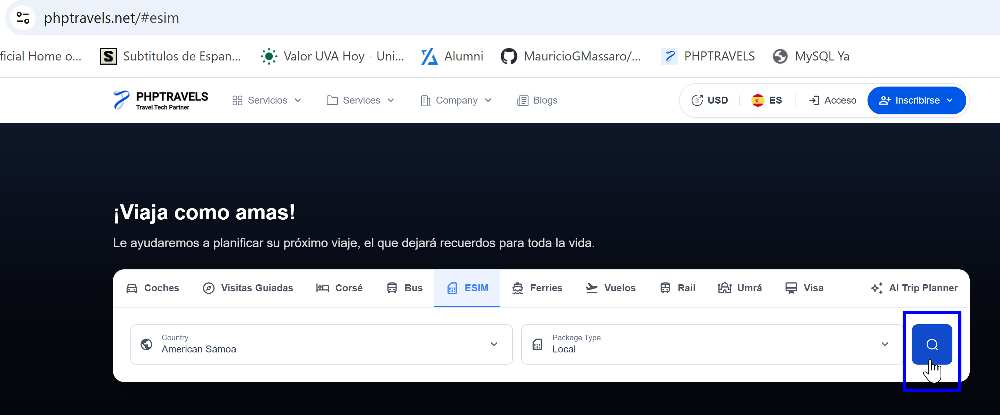 phptravels.net/#esim
ficial Home o... Subtitulos de Espan... Valor UVA Hoy - Uni... Alumni MauricioGMassaro/... PHPTRAVELS MySQL Ya
PHPTRAVELS
Travel Tech Partner
Servicios Services Company Blogs USD ES Acceso Inscribirse
¡Viaja como amas!
Le ayudaremos a planificar su próximo viaje, el que dejará recuerdos para toda la vida.
Coches Visitas Guiadas Corsé Bus ESIM Ferries Vuelos Rail Umrá Visa AI Trip Planner
Country
American Samoa
Package Type
Local